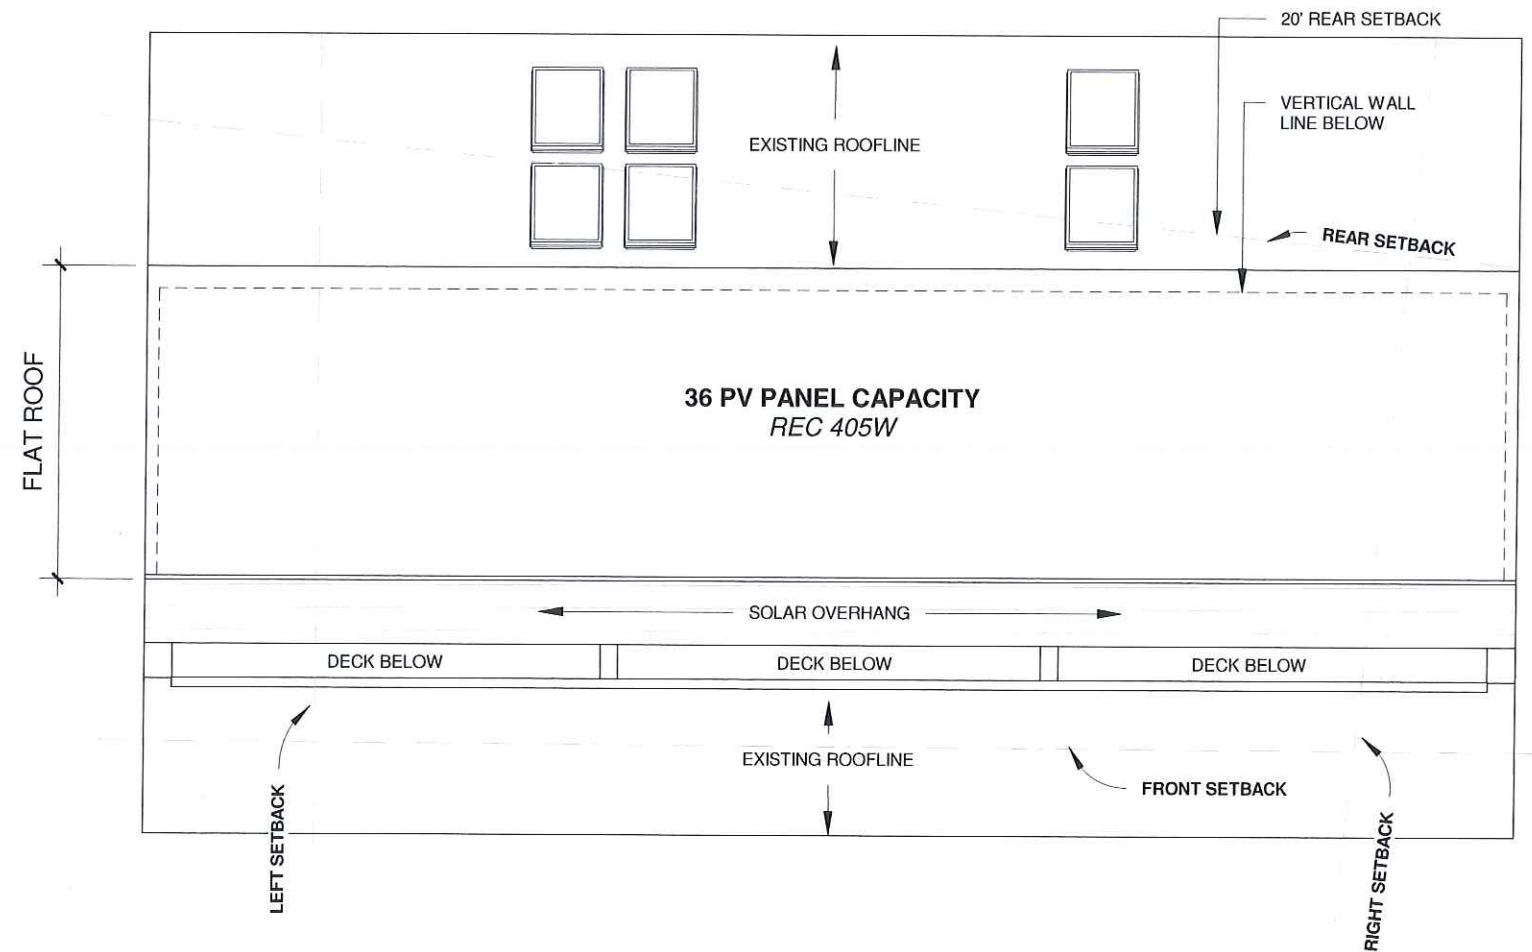 20' REAR SETBACK
VERTICAL WALL
LINE BELOW
EXISTING ROOFLINE
REAR SETBACK
FLAT ROOF
36 PV PANEL CAPACITY
REC 405W
SOLAR OVERHANG
DECK BELOW
DECK BELOW
DECK BELOW
EXISTING ROOFLINE
FRONT SETBACK
LEFT SETBACK
RIGHT SETBACK